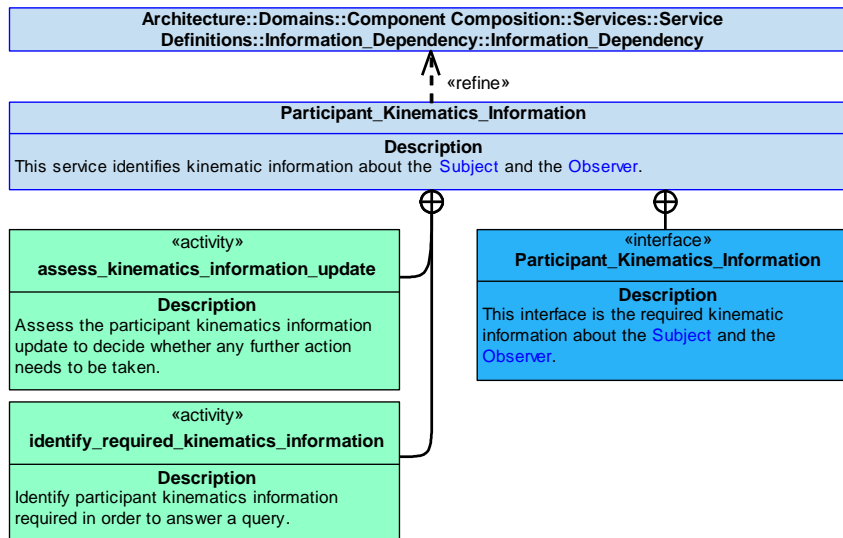 Architecture::Domains::Component Composition::Services::Service
Definitions::Information_Dependency::Information_Dependency
«refine»
Participant_Kinematics_Information
Description
This service identifies kinematic information about the Subject and the Observer.
«activity»
assess_kinematics_information_update
Description
Assess the participant kinematics information
update to decide whether any further action
needs to be taken.
«interface»
Participant_Kinematics_Information
Description
This interface is the required kinematic
information about the Subject and the
Observer.
«activity»
identify_required_kinematics_information
Description
Identify participant kinematics information
required in order to answer a query.